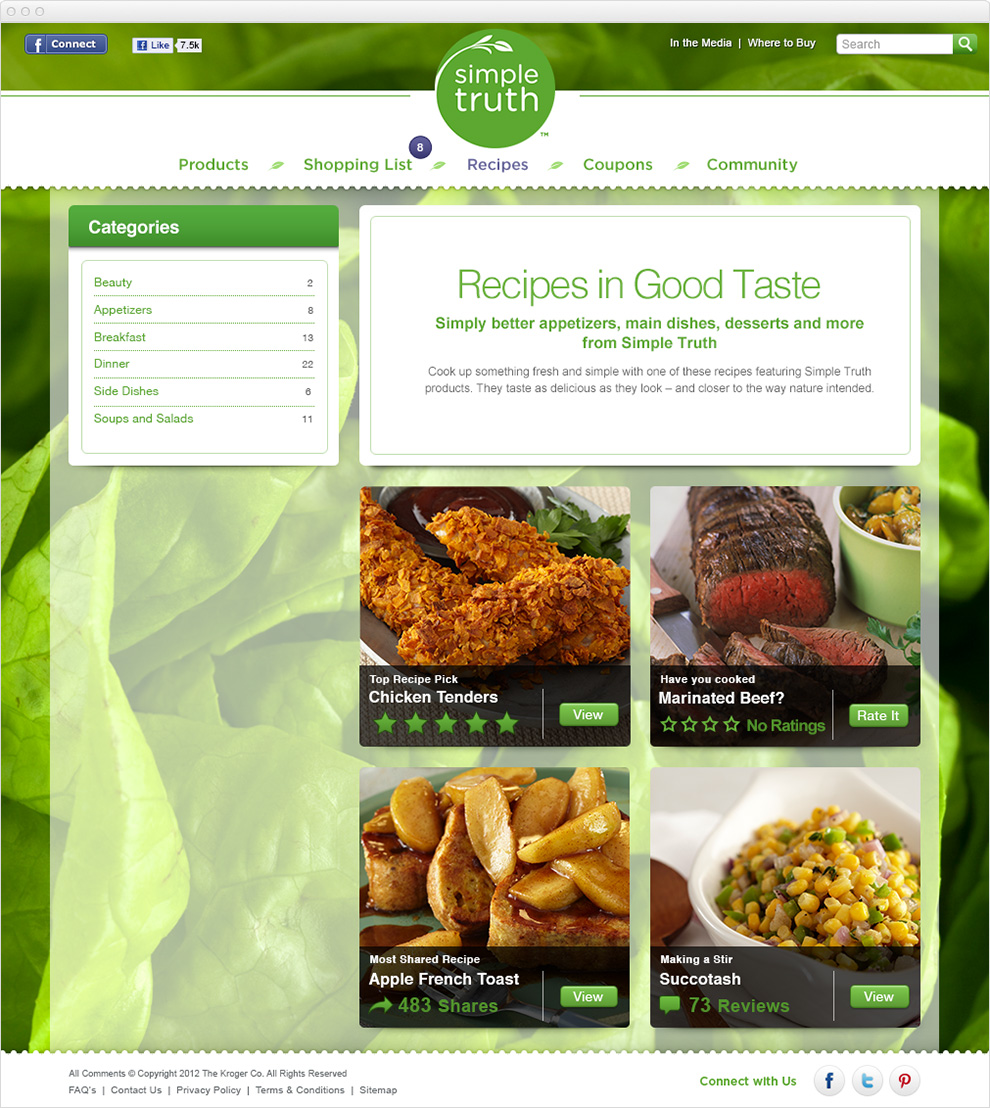 Connect
Like 7.5k
In the Media | Where to Buy
Search
simple
truth
™
8
Products
Shopping List
Recipes
Coupons
Community
Categories
Beauty 2
Appetizers 8
Breakfast 13
Dinner 22
Side Dishes 6
Soups and Salads 11
Recipes in Good Taste
Simply better appetizers, main dishes, desserts and more
from Simple Truth
Cook up something fresh and simple with one of these recipes featuring Simple Truth
products. They taste as delicious as they look – and closer to the way nature intended.
Top Recipe Pick
Chicken Tenders
View
Have you cooked
Marinated Beef?
No Ratings
Rate It
Most Shared Recipe
Apple French Toast
483 Shares
View
Making a Stir
Succotash
73 Reviews
View
All Comments © Copyright 2012 The Kroger Co. All Rights Reserved
FAQ's | Contact Us | Privacy Policy | Terms & Conditions | Sitemap
Connect with Us